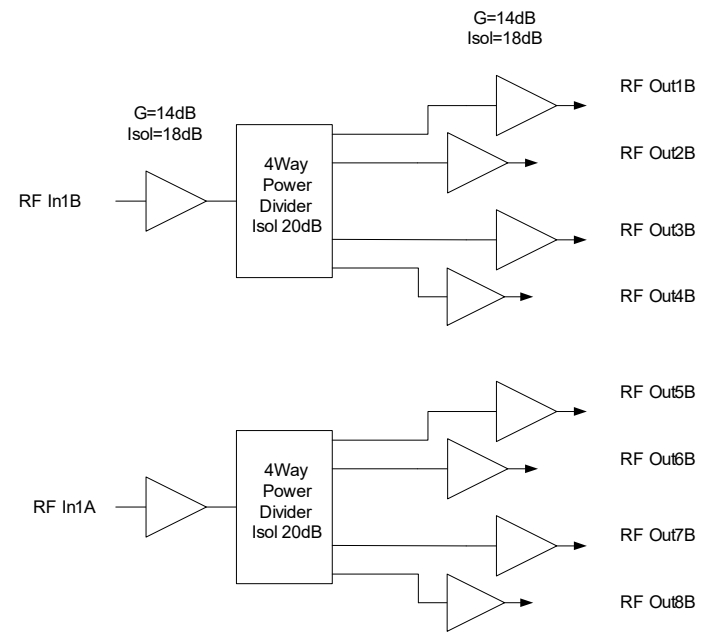 G=14dB
Isol=18dB
RF Out1B
G=14dB
Isol=18dB
4Way
Power
Divider
Isol 20dB
RF Out2B
RF In1B
RF Out3B
RF Out4B
RF Out5B
4Way
Power
Divider
Isol 20dB
RF Out6B
RF In1A
RF Out7B
RF Out8B